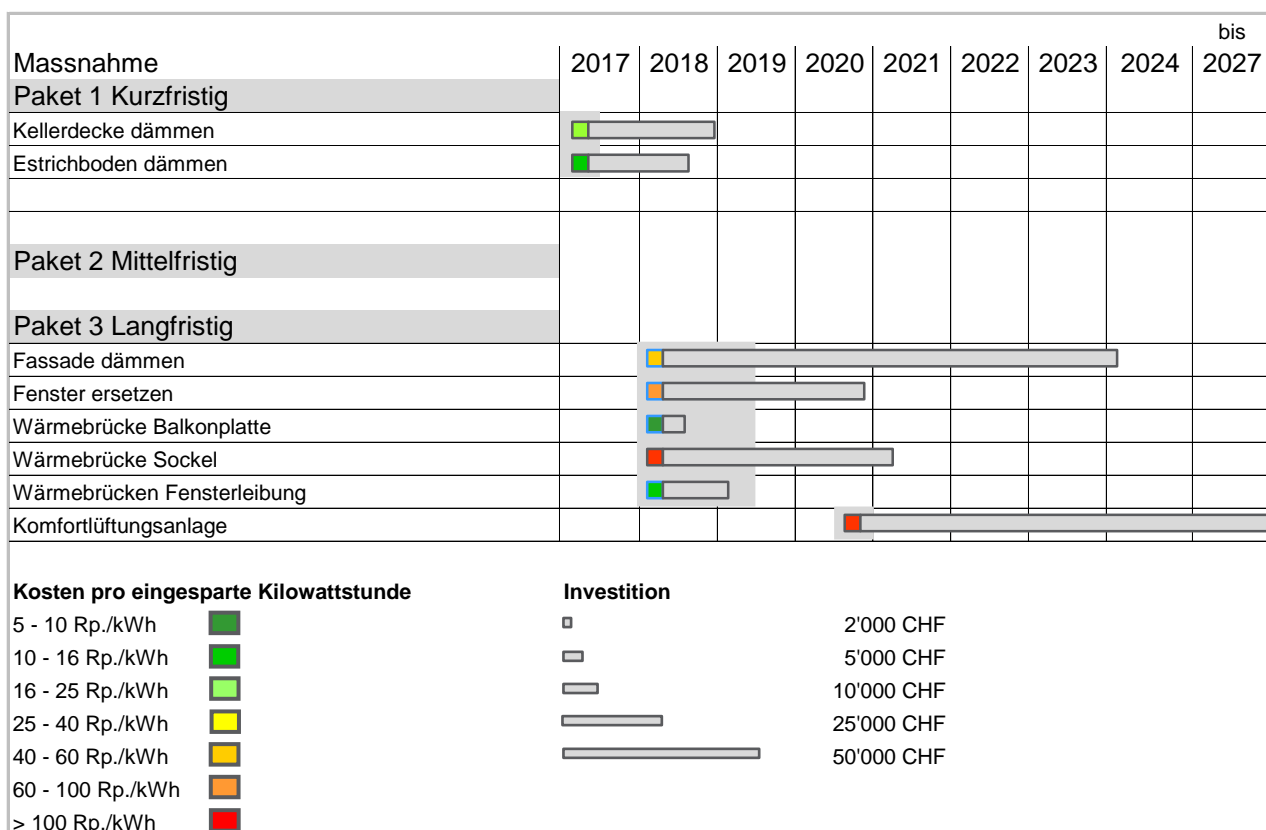 bis
Massnahme 2017 2018 2019 2020 2021 2022 2023 2024 2027
Paket 1 Kurzfristig
Kellerdecke dämmen
Estrichboden dämmen
Paket 2 Mittelfristig
Paket 3 Langfristig
Fassade dämmen
Fenster ersetzen
Wärmebrücke Balkonplatte
Wärmebrücke Sockel
Wärmebrücken Fensterleibung
Komfortlüftungsanlage
Kosten pro eingesparte Kilowattstunde Investition
5 - 10 Rp./kWh 2'000 CHF
10 - 16 Rp./kWh 5'000 CHF
16 - 25 Rp./kWh 10'000 CHF
25 - 40 Rp./kWh 25'000 CHF
40 - 60 Rp./kWh 50'000 CHF
60 - 100 Rp./kWh
> 100 Rp./kWh